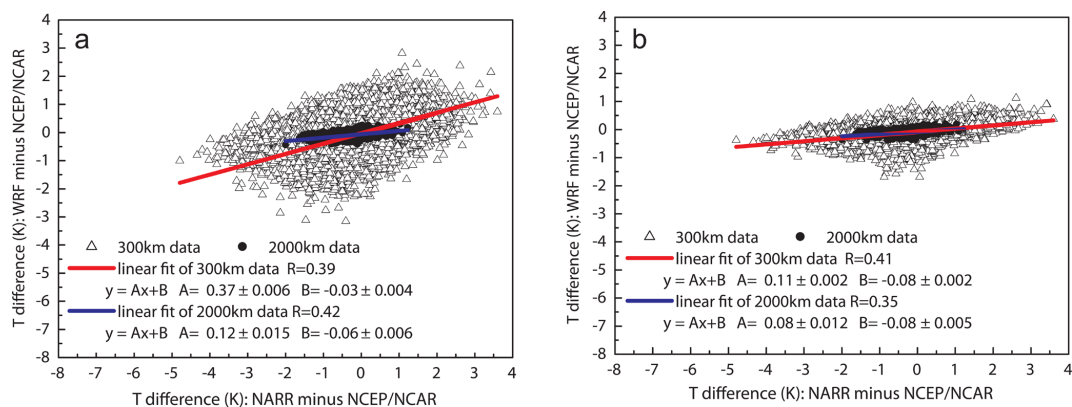 a
T difference (K): WRF minus NCEP/NCAR
4
3
2
1
0
-1
-2
-3
-4
-5
-6
-7
-8
300km data 2000km data
linear fit of 300km data R=0.39
y = Ax+B A= 0.37 ± 0.006 B= -0.03 ± 0.004
linear fit of 2000km data R=0.42
y = Ax+B A= 0.12 ± 0.015 B= -0.06 ± 0.006
-8 -7 -6 -5 -4 -3 -2 -1 0 1 2 3 4
T difference (K): NARR minus NCEP/NCAR
b
T difference (K): WRF minus NCEP/NCAR
4
3
2
1
0
-1
-2
-3
-4
-5
-6
-7
-8
300km data 2000km data
linear fit of 300km data R=0.41
y = Ax+B A= 0.11 ± 0.002 B= -0.08 ± 0.002
linear fit of 2000km data R=0.35
y = Ax+B A= 0.08 ± 0.012 B= -0.08 ± 0.005
-8 -7 -6 -5 -4 -3 -2 -1 0 1 2 3 4
T difference (K): NARR minus NCEP/NCAR